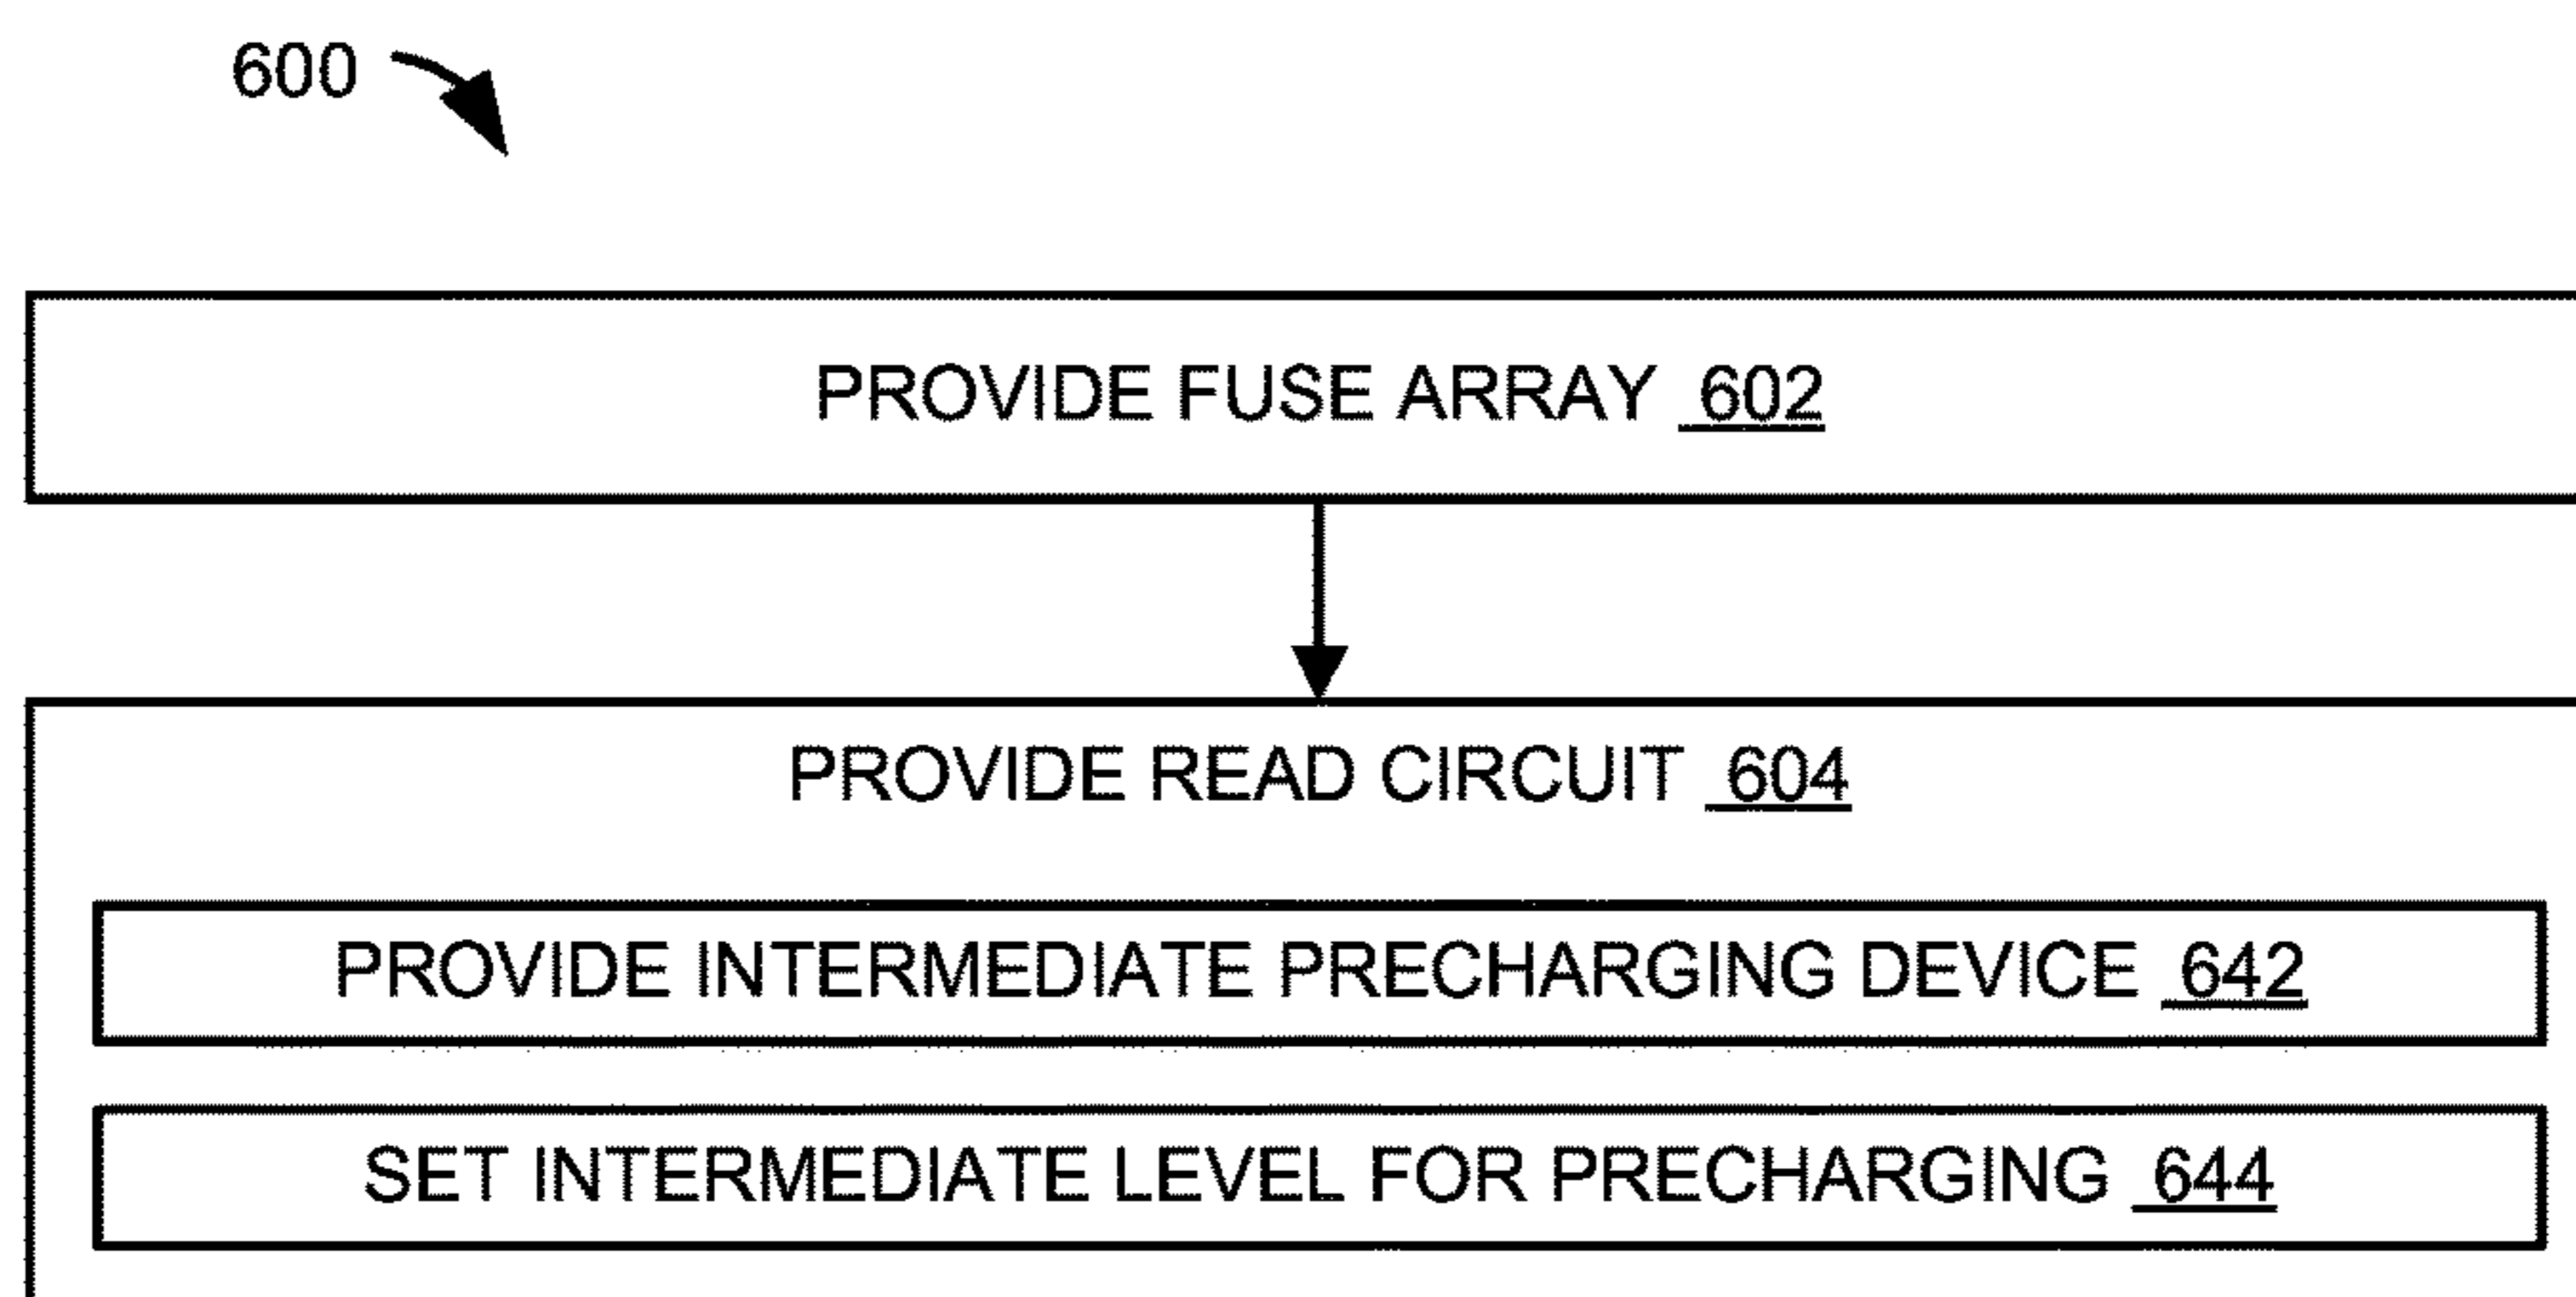 600
PROVIDE FUSE ARRAY 602
PROVIDE READ CIRCUIT 604
PROVIDE INTERMEDIATE PRECHARGING DEVICE 642
SET INTERMEDIATE LEVEL FOR PRECHARGING 644